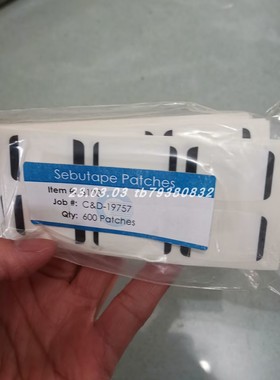 Sebutape Patches
Item #:
23.03.03 tb79380832
Job #: C&D-19757
Qty: 600 Patches